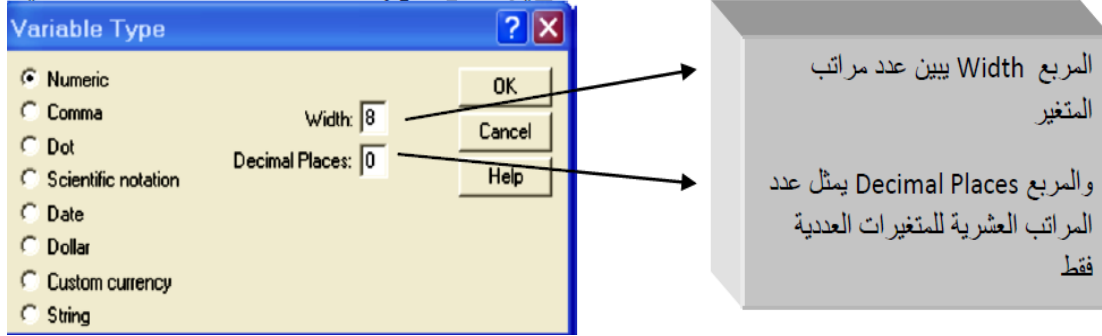 Variable Type
Numeric
Comma
Dot
Scientific notation
Date
Dollar
Custom currency
String
Width: 8
Decimal Places: 0
OK
Cancel
Help
المربع Width يبين عدد مراتب
المتغير
والمربع Decimal Places يمثل عدد
المراتب العشرية للمتغيرات العددية
فقط